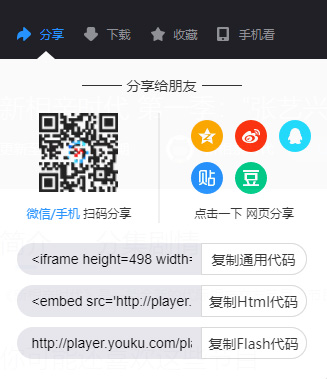 分享 下载 收藏 手机看
分享给朋友
贴 豆
微信/手机 扫码分享 点击一下 网页分享
<iframe height=498 width= 复制通用代码
<embed src='http://player. 复制Html代码
http://player.youku.com/pla 复制Flash代码